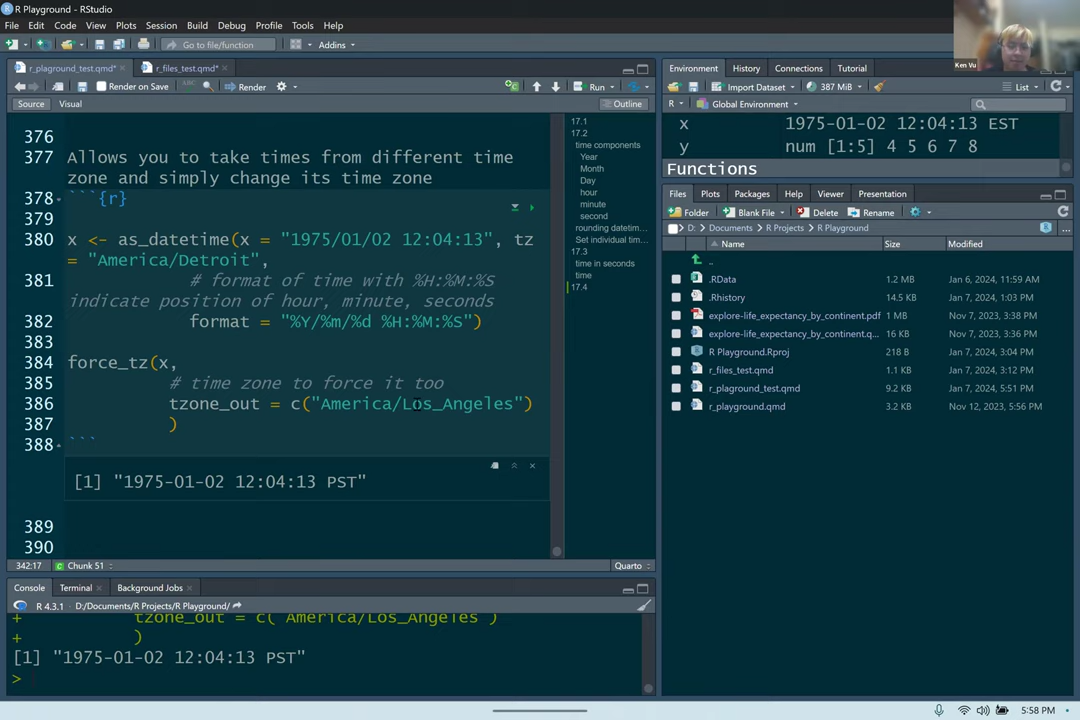 R Playground - RStudio
File Edit Code View Plots Session Build Debug Profile Tools Help
Go to file/function Addins
r_plaground_test.qmd* r_files_test.qmd*
Render on Save Render Run
Source Visual Outline
376
377 Allows you to take times from different time
zone and simply change its time zone
378 ```{r}
379
380 x <- as_datetime(x = "1975/01/02 12:04:13", tz
= "America/Detroit",
381 # format of time with %H:%M:%S
indicate position of hour, minute, seconds
382 format = "%Y/%m/%d %H:%M:%S")
383
384 force_tz(x,
385 # time zone to force it too
386 tzone_out = c("America/Los_Angeles")
387 )
388 ```
[1] "1975-01-02 12:04:13 PST"
389
390
342:17 Chunk 51 Quarto
17.1
17.2
time components
Year
Month
Day
hour
minute
second
rounding datetim...
Set individual tim...
17.3
time in seconds
time
17.4
Console Terminal Background Jobs
R 4.3.1 · D:/Documents/R Projects/R Playground/
+ tzone_out = c("America/Los_Angeles")
+ )
[1] "1975-01-02 12:04:13 PST"
>
Ken Vu
Environment History Connections Tutorial
Import Dataset 387 MiB List
R Global Environment
x 1975-01-02 12:04:13 EST
y num [1:5] 4 5 6 7 8
Functions
Files Plots Packages Help Viewer Presentation
Folder Blank File Delete Rename
D: Documents R Projects R Playground ...
Name Size Modified
..
.RData 1.2 MB Jan 6, 2024, 11:59 AM
.Rhistory 14.5 KB Jan 7, 2024, 1:03 PM
explore-life_expectancy_by_continent.pdf 1 MB Nov 7, 2023, 3:38 PM
explore-life_expectancy_by_continent.q... 16 KB Nov 7, 2023, 3:36 PM
R Playground.Rproj 218 B Jan 7, 2024, 3:04 PM
r_files_test.qmd 9 KB Jan 7, 2024, 3:12 PM
r_plaground_test.qmd 9.2 KB Jan 7, 2024, 5:51 PM
r_playground.qmd 3.2 KB Nov 12, 2023, 5:56 PM
5:58 PM